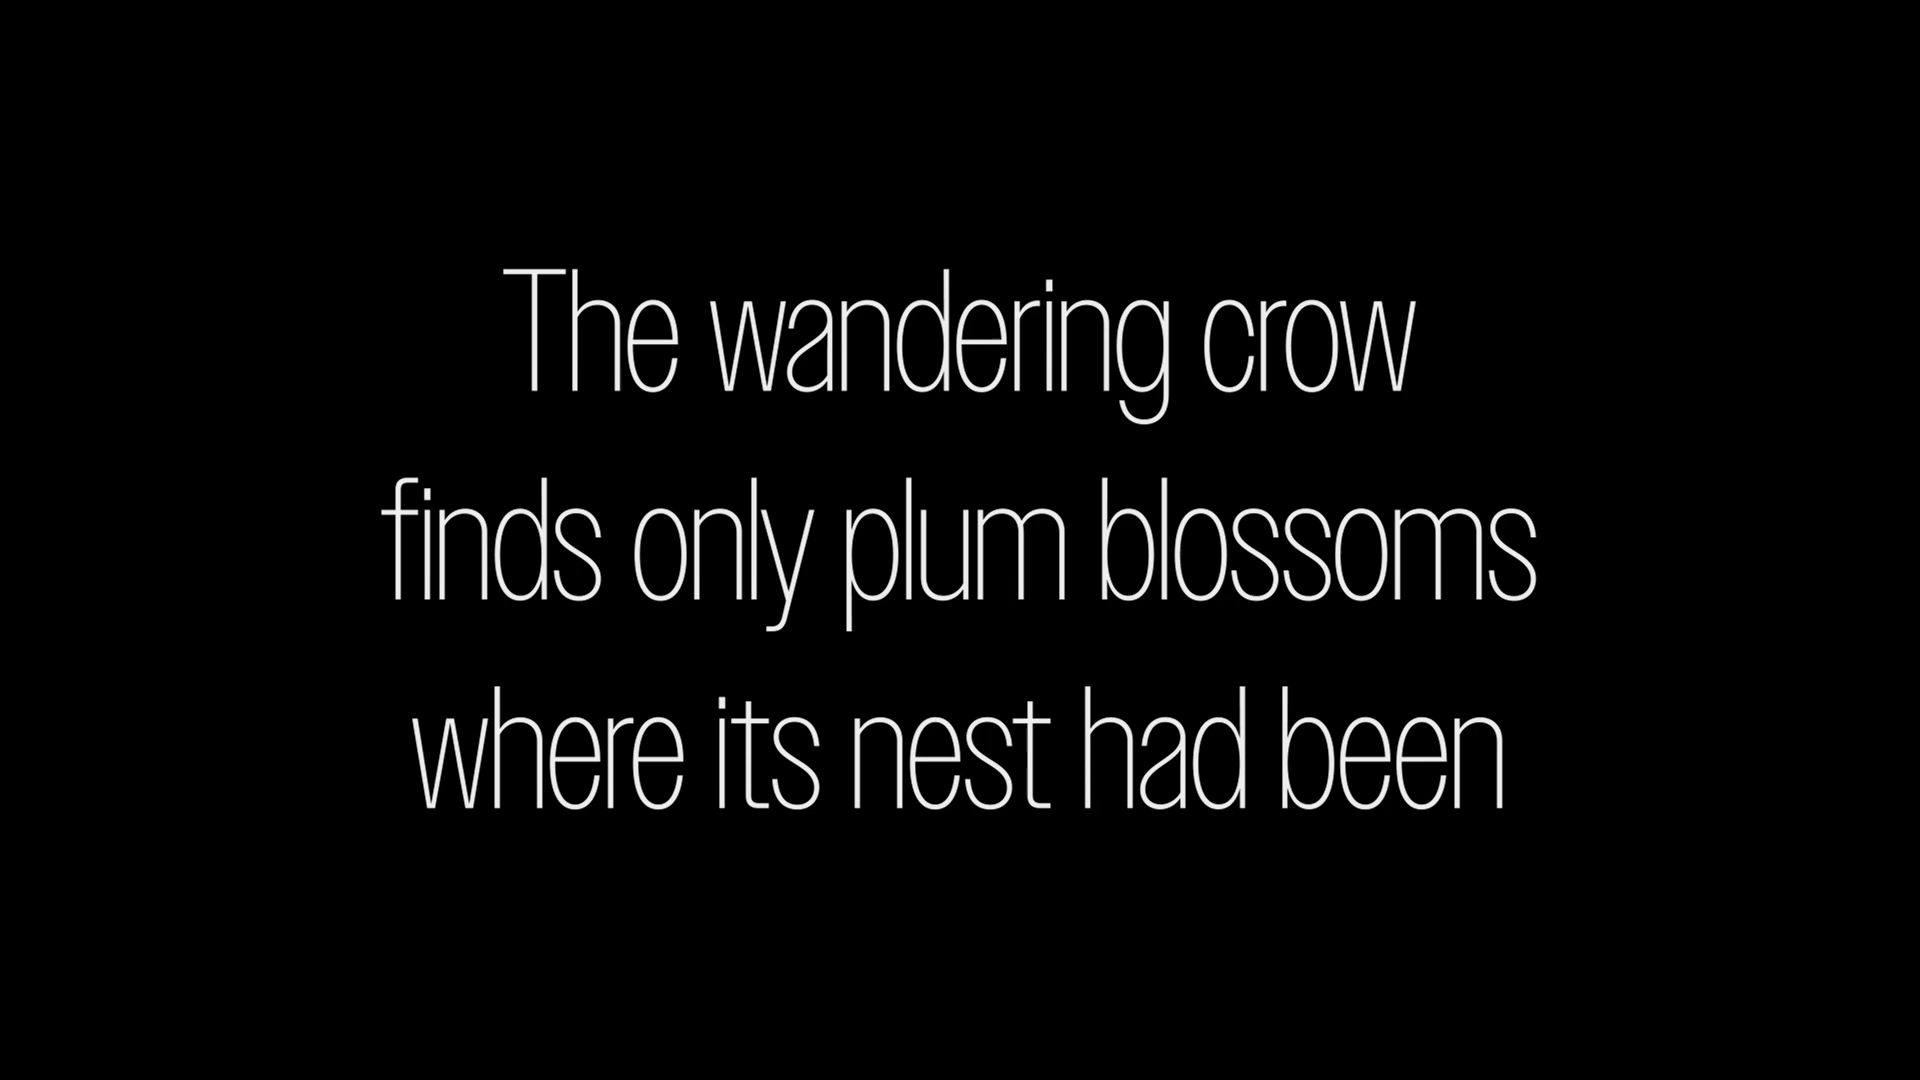 The wandering crow
finds only plum blossoms
where its nest had been